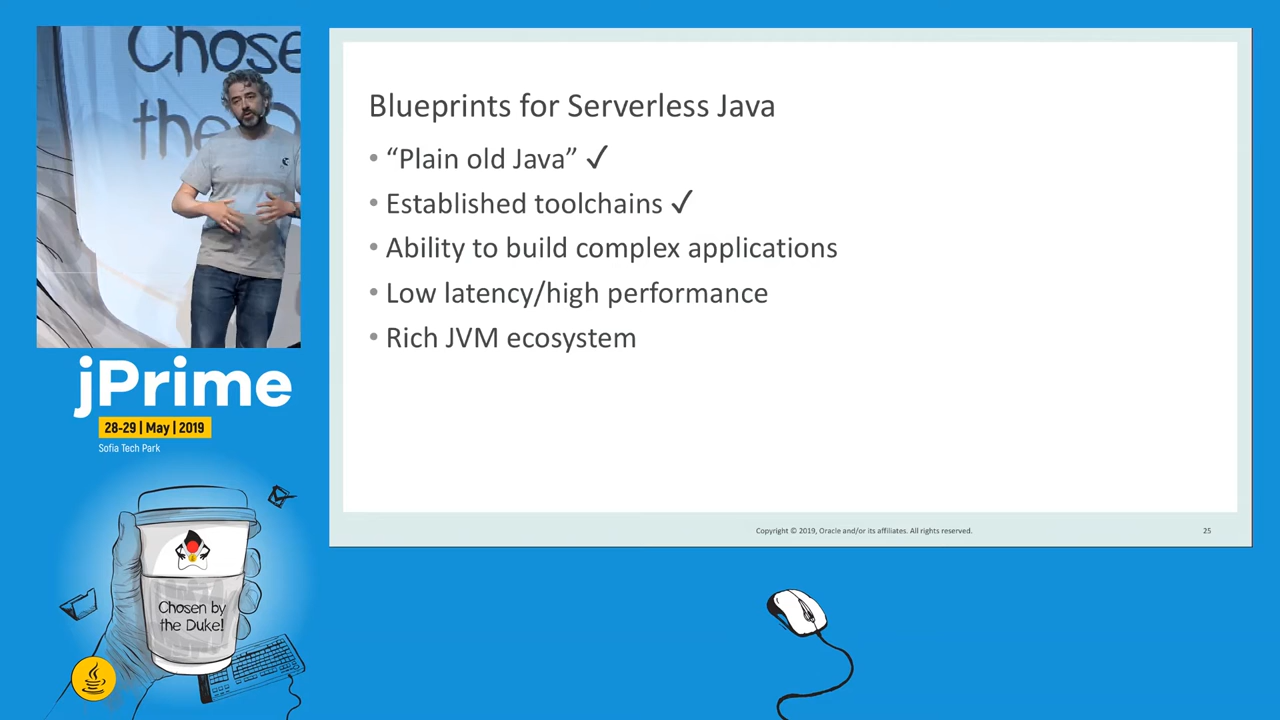 Chose
the D
jPrime
28-29 | May | 2019
Sofia Tech Park
Chosen by
the Duke!
Blueprints for Serverless Java
• “Plain old Java” ✓
• Established toolchains ✓
• Ability to build complex applications
• Low latency/high performance
• Rich JVM ecosystem
Copyright © 2019, Oracle and/or its affiliates. All rights reserved.
25